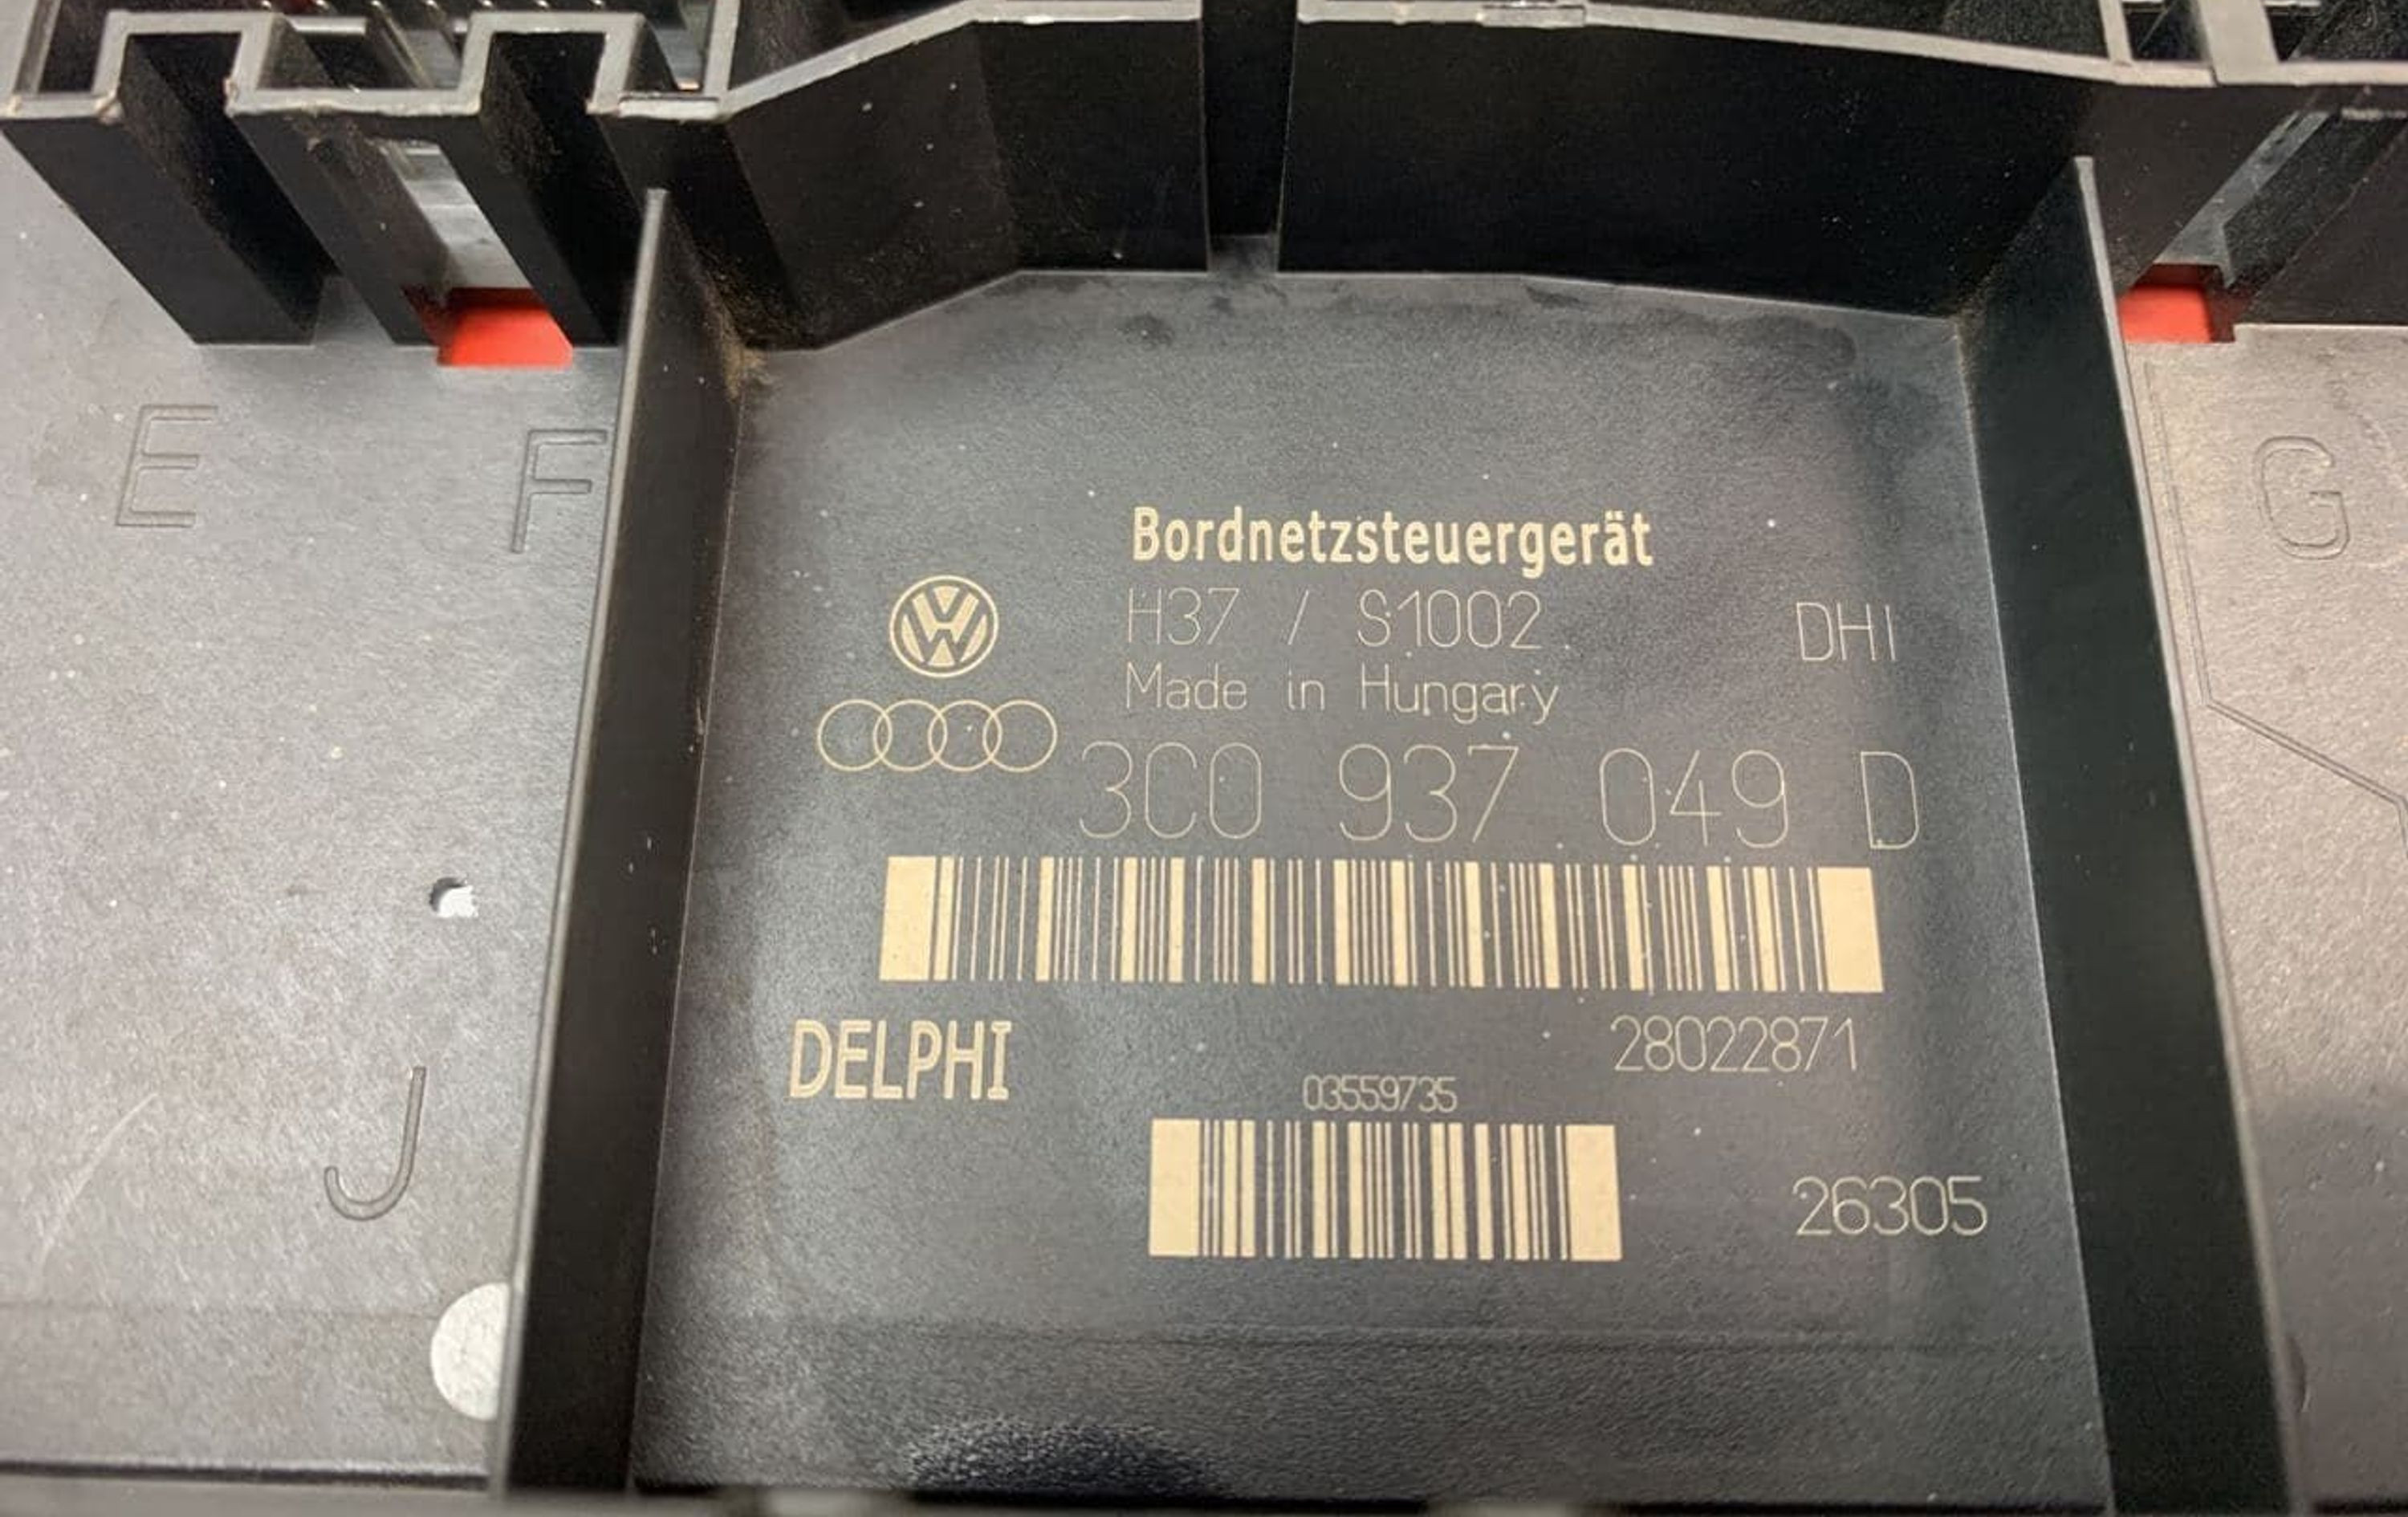 E F G
Bordnetzsteuergerät
H37 / S1002 DHI
Made in Hungary
3C0 937 049 D
DELPHI 28022871
03559735
J
26305